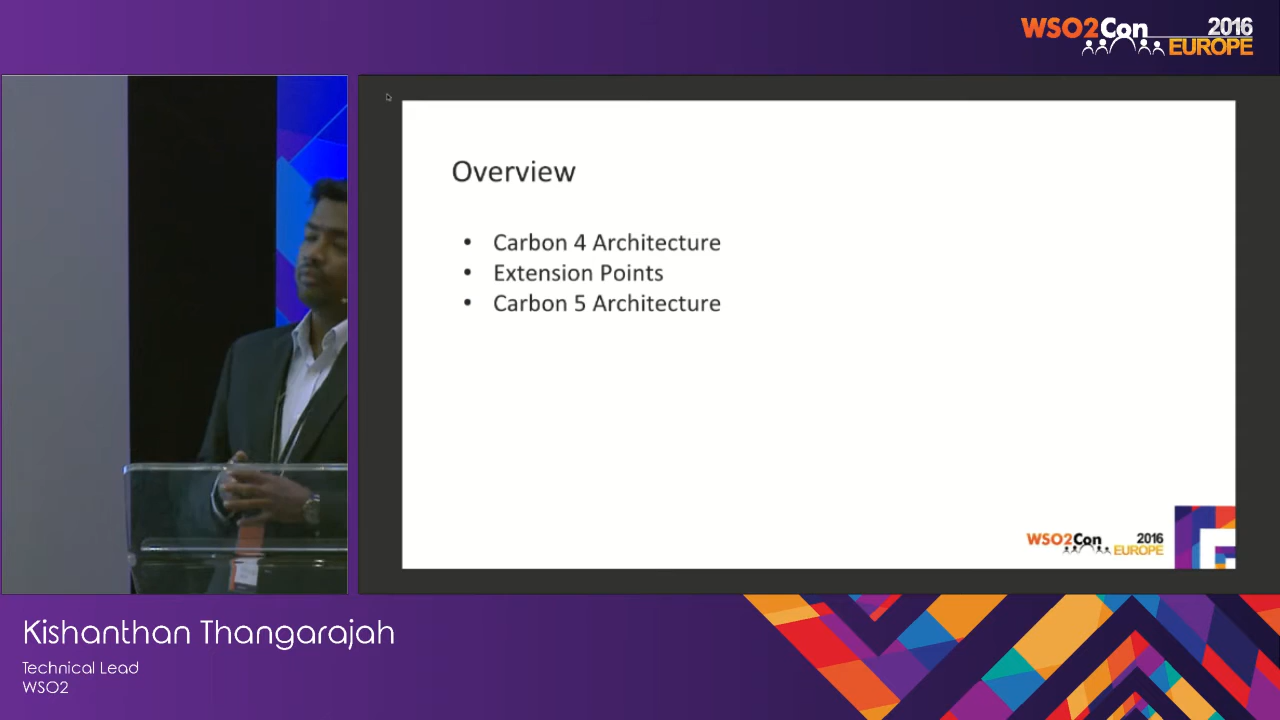 WSO2Con 2016
EUROPE
Overview
• Carbon 4 Architecture
• Extension Points
• Carbon 5 Architecture
WSO2Con 2016
EUROPE
Kishanthan Thangarajah
Technical Lead
WSO2